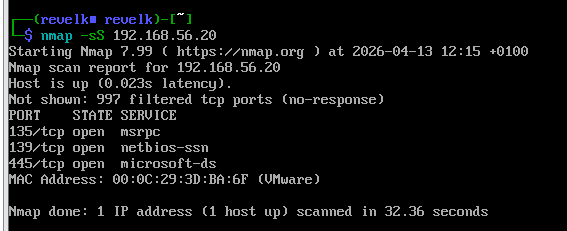 ┌──(revelk■ revelk)-[~]
└─$ nmap -sS 192.168.56.20
Starting Nmap 7.99 ( https://nmap.org ) at 2026-04-13 12:15 +0100
Nmap scan report for 192.168.56.20
Host is up (0.023s latency).
Not shown: 997 filtered tcp ports (no-response)
PORT    STATE SERVICE
135/tcp open  msrpc
139/tcp open  netbios-ssn
445/tcp open  microsoft-ds
MAC Address: 00:0C:29:3D:BA:6F (VMware)
Nmap done: 1 IP address (1 host up) scanned in 32.36 seconds